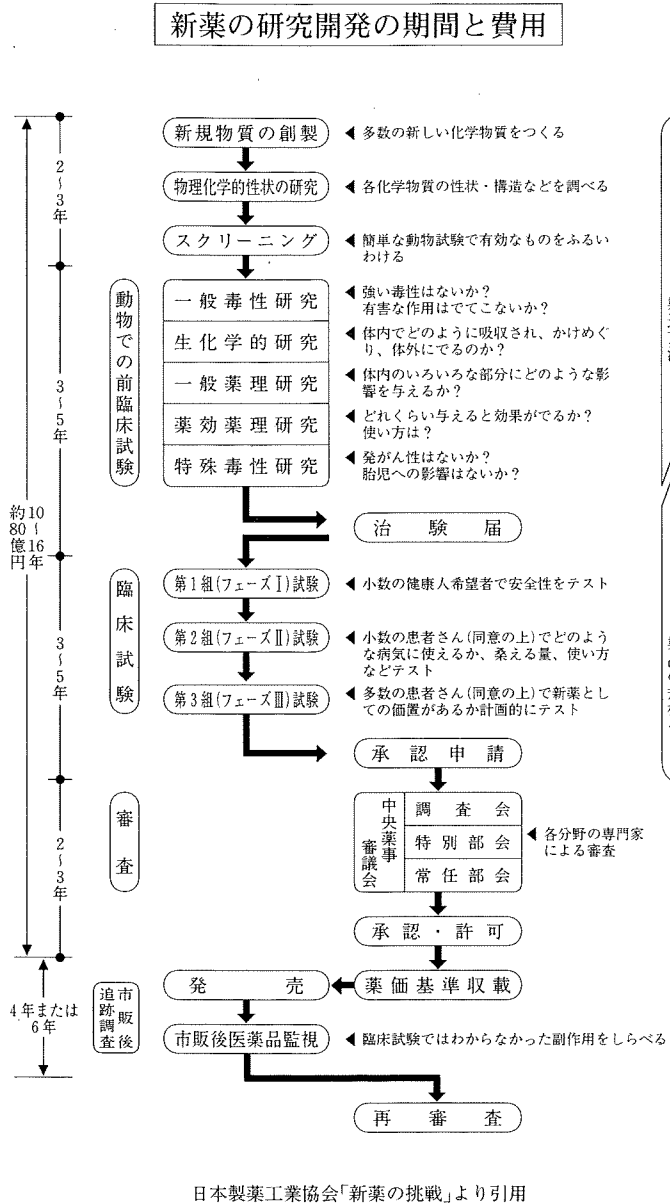 新薬の研究開発の期間と費用
約80億円
10~16年
2~3年
新規物質の創製
◀ 多数の新しい化学物質をつくる
物理化学的性状の研究
◀ 各化学物質の性状・構造などを調べる
スクリーニング
◀ 簡単な動物試験で有効なものをふるい
わける
3~5年
動物での前臨床試験
一般毒性研究
◀ 強い毒性はないか?
有害な作用はでてこないか?
生化学的研究
◀ 体内でどのように吸収され、かけめぐ
り、体外にでるのか?
一般薬理研究
◀ 体内のいろいろな部分にどのような影
響を与えるか?
薬効薬理研究
◀ どれくらい与えると効果がでるか?
使い方は?
特殊毒性研究
◀ 発がん性はないか?
胎児への影響はないか?
治験届
3~5年
臨床試験
第1組(フェーズⅠ)試験
◀ 小数の健康人希望者で安全性をテスト
第2組(フェーズⅡ)試験
◀ 小数の患者さん(同意の上)でどのよう
な病気に使えるか、桑える量、使い方
などテスト
第3組(フェーズⅢ)試験
◀ 多数の患者さん(同意の上)で新薬とし
ての価置があるか計画的にテスト
承認申請
2~3年
審査
中央薬事
審議会
調査会
特別部会
常任部会
◀ 各分野の専門家
による審査
承認・許可
薬価基準収載
発売
4年または
6年
市販後
追跡調査
市販後医薬品監視
◀ 臨床試験ではわからなかった副作用をしらべる
再審査
日本製薬工業協会「新薬の挑戦」より引用